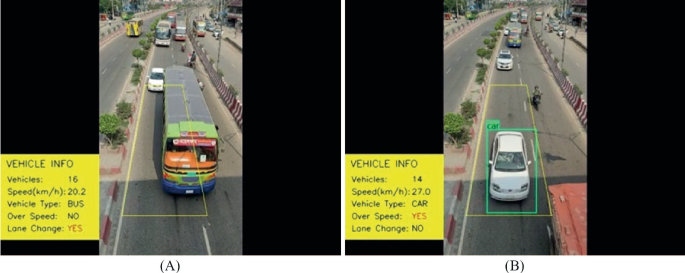 VEHICLE INFO
Vehicles: 16
Speed(km/h): 20.2
Vehicle Type: BUS
Over Speed: NO
Lane Change: YES
car
VEHICLE INFO
Vehicles: 14
Speed(km/h): 27.0
Vehicle Type: CAR
Over Speed: YES
Lane Change: NO
(A)
(B)